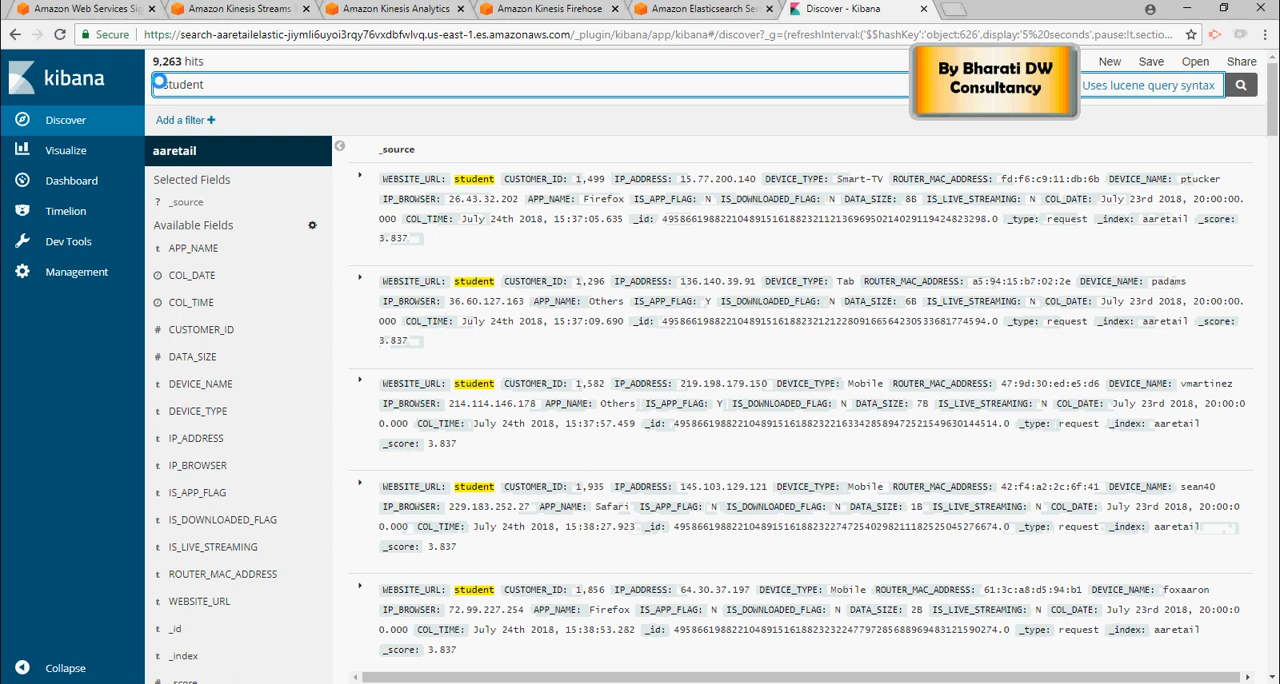 Amazon Web Services Sig
Amazon Kinesis Streams
Amazon Kinesis Analytics
Amazon Kinesis Firehose
Amazon Elasticsearch Ser
Discover - Kibana
Secure
https://search-aaretailelastic-jiymli6uyoi3rqy76vxdbfwlvq.us-east-1.es.amazonaws.com/_plugin/kibana/app/kibana#/discover?_g=(refreshInterval:('$$hashKey':'object:626',display:'5%20seconds',pause:!t,sectio...
kibana
9,263 hits
New Save Open Share
student
Uses lucene query syntax
By Bharati DW
Consultancy
Discover
Visualize
Dashboard
Timelion
Dev Tools
Management
Collapse
Add a filter +
aaretail
Selected Fields
? _source
Available Fields
t APP_NAME
COL_DATE
COL_TIME
# CUSTOMER_ID
# DATA_SIZE
t DEVICE_NAME
t DEVICE_TYPE
t IP_ADDRESS
t IP_BROWSER
t IS_APP_FLAG
t IS_DOWNLOADED_FLAG
t IS_LIVE_STREAMING
t ROUTER_MAC_ADDRESS
t WEBSITE_URL
t _id
t _index
# _score
_source
WEBSITE_URL: student CUSTOMER_ID: 1,499 IP_ADDRESS: 15.77.200.140 DEVICE_TYPE: Smart-TV ROUTER_MAC_ADDRESS: fd:f6:c9:11:db:6b DEVICE_NAME: ptucker
IP_BROWSER: 26.43.32.202 APP_NAME: Firefox IS_APP_FLAG: N IS_DOWNLOADED_FLAG: N DATA_SIZE: 8B IS_LIVE_STREAMING: N COL_DATE: July 23rd 2018, 20:00:00.
000 COL_TIME: July 24th 2018, 15:37:05.635 _id: 49586619882210489151618823211213696950214029119424823298.0 _type: request _index: aaretail _score:
3.837
WEBSITE_URL: student CUSTOMER_ID: 1,296 IP_ADDRESS: 136.140.39.91 DEVICE_TYPE: Tab ROUTER_MAC_ADDRESS: a5:94:15:b7:02:2e DEVICE_NAME: padams
IP_BROWSER: 36.60.127.163 APP_NAME: Others IS_APP_FLAG: Y IS_DOWNLOADED_FLAG: N DATA_SIZE: 6B IS_LIVE_STREAMING: N COL_DATE: July 23rd 2018, 20:00:00.
000 COL_TIME: July 24th 2018, 15:37:09.690 _id: 49586619882210489151618823212122809166564230533681774594.0 _type: request _index: aaretail _score:
3.837
WEBSITE_URL: student CUSTOMER_ID: 1,582 IP_ADDRESS: 219.198.179.150 DEVICE_TYPE: Mobile ROUTER_MAC_ADDRESS: 47:9d:30:ed:e5:d6 DEVICE_NAME: vmartinez
IP_BROWSER: 214.114.146.178 APP_NAME: Others IS_APP_FLAG: Y IS_DOWNLOADED_FLAG: N DATA_SIZE: 7B IS_LIVE_STREAMING: N COL_DATE: July 23rd 2018, 20:00:0
0.000 COL_TIME: July 24th 2018, 15:37:57.459 _id: 49586619882210489151618823221633428589472521549630144514.0 _type: request _index: aaretail
_score: 3.837
WEBSITE_URL: student CUSTOMER_ID: 1,935 IP_ADDRESS: 145.103.129.121 DEVICE_TYPE: Mobile ROUTER_MAC_ADDRESS: 42:f4:a2:2c:6f:41 DEVICE_NAME: sean40
IP_BROWSER: 229.183.252.27 APP_NAME: Safari IS_APP_FLAG: N IS_DOWNLOADED_FLAG: N DATA_SIZE: 1B IS_LIVE_STREAMING: N COL_DATE: July 23rd 2018, 20:00:0
0.000 COL_TIME: July 24th 2018, 15:38:27.923 _id: 49586619882210489151618823227472540298211182525045276674.0 _type: request _index: aaretail
_score: 3.837
WEBSITE_URL: student CUSTOMER_ID: 1,856 IP_ADDRESS: 64.30.37.197 DEVICE_TYPE: Mobile ROUTER_MAC_ADDRESS: 61:3c:a8:d5:94:b1 DEVICE_NAME: foxaaron
IP_BROWSER: 72.99.227.254 APP_NAME: Firefox IS_APP_FLAG: N IS_DOWNLOADED_FLAG: N DATA_SIZE: 2B IS_LIVE_STREAMING: N COL_DATE: July 23rd 2018, 20:00:0
0.000 COL_TIME: July 24th 2018, 15:38:53.282 _id: 49586619882210489151618823232247797285688969483121590274.0 _type: request _index: aaretail
_score: 3.837